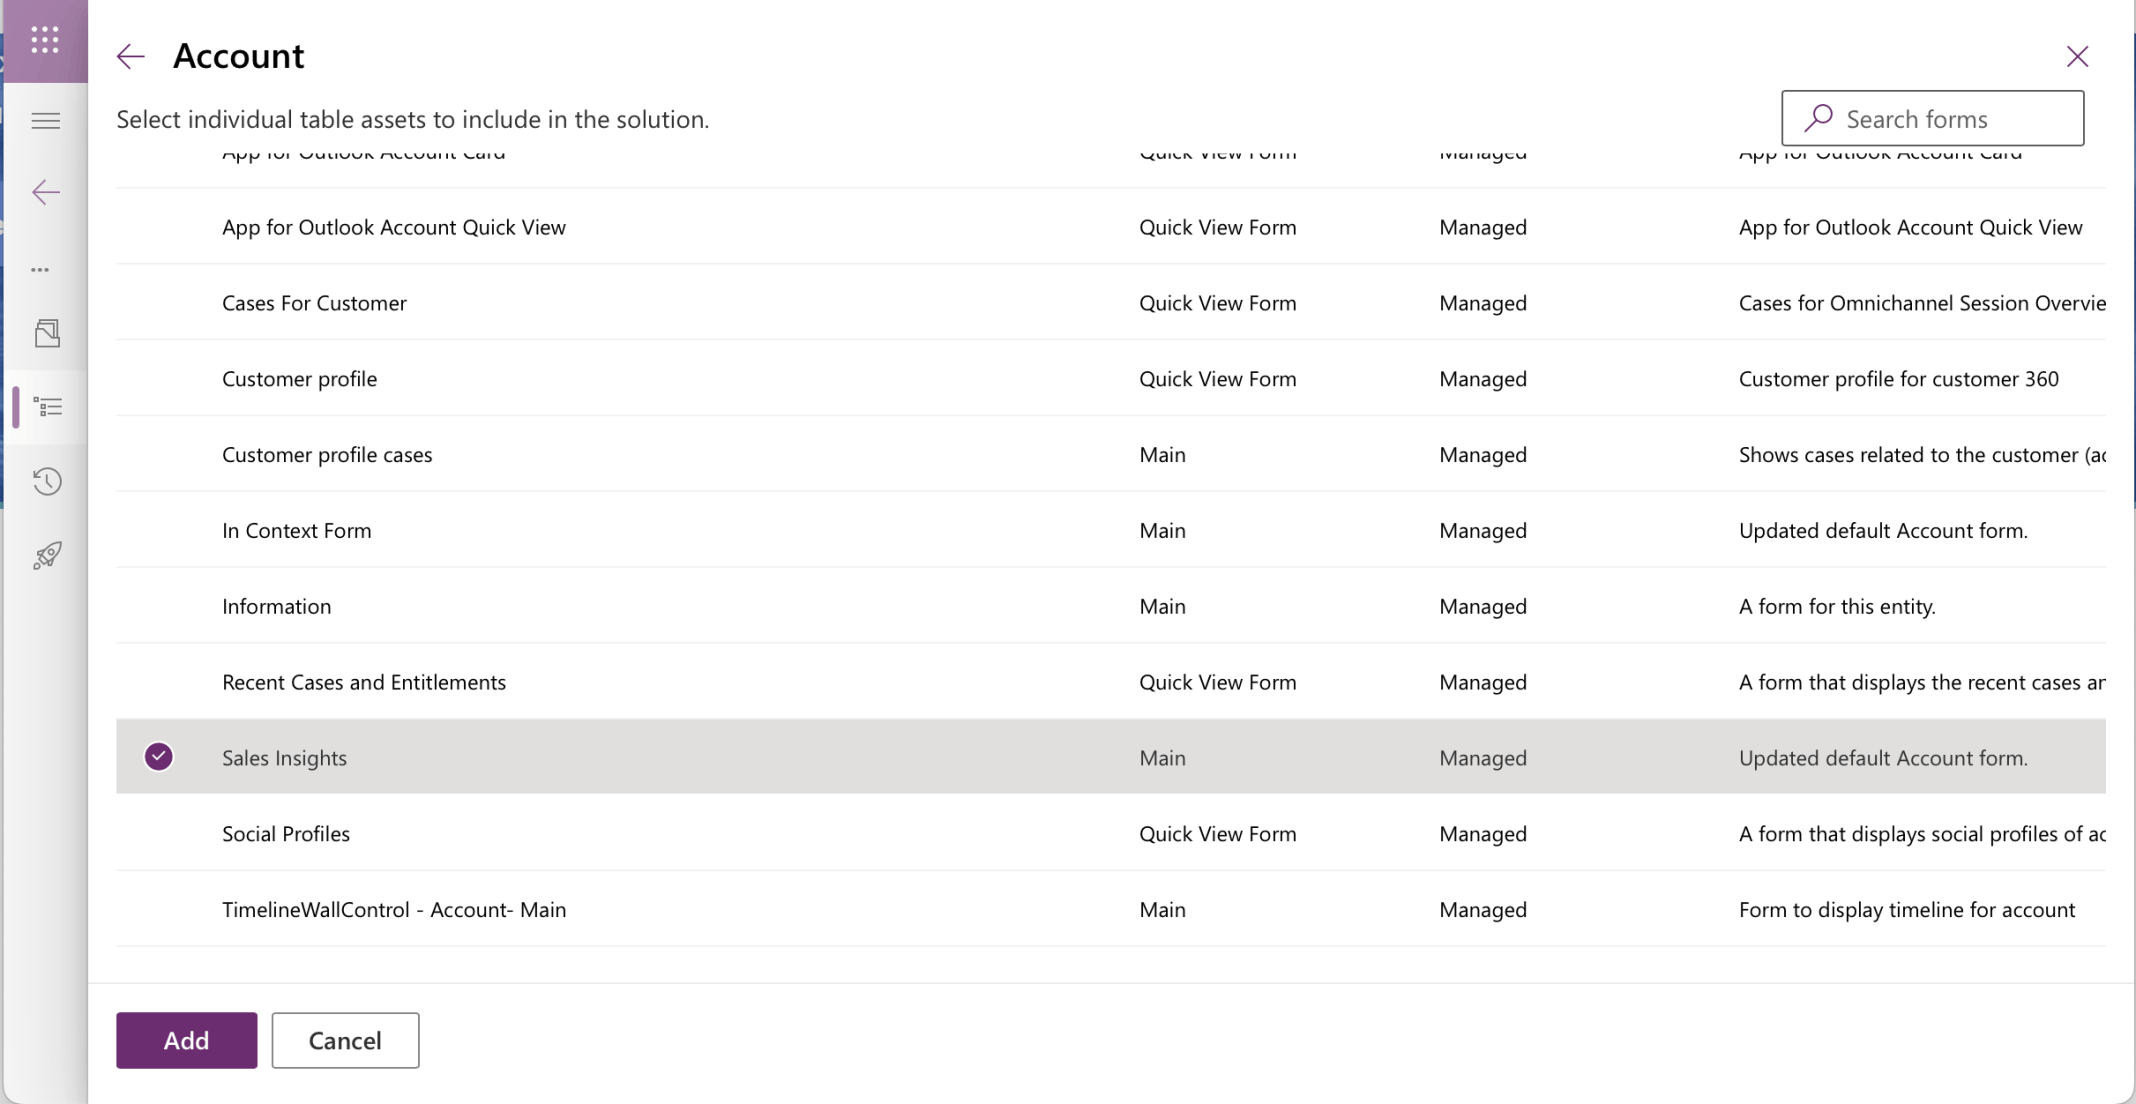 Account
Select individual table assets to include in the solution.
Search forms
App for Outlook Account Card Quick View Form Managed App for Outlook Account Card
App for Outlook Account Quick View Quick View Form Managed App for Outlook Account Quick View
Cases For Customer Quick View Form Managed Cases for Omnichannel Session Overvie
Customer profile Quick View Form Managed Customer profile for customer 360
Customer profile cases Main Managed Shows cases related to the customer (ac
In Context Form Main Managed Updated default Account form.
Information Main Managed A form for this entity.
Recent Cases and Entitlements Quick View Form Managed A form that displays the recent cases an
Sales Insights Main Managed Updated default Account form.
Social Profiles Quick View Form Managed A form that displays social profiles of ac
TimelineWallControl - Account- Main Main Managed Form to display timeline for account
Add Cancel